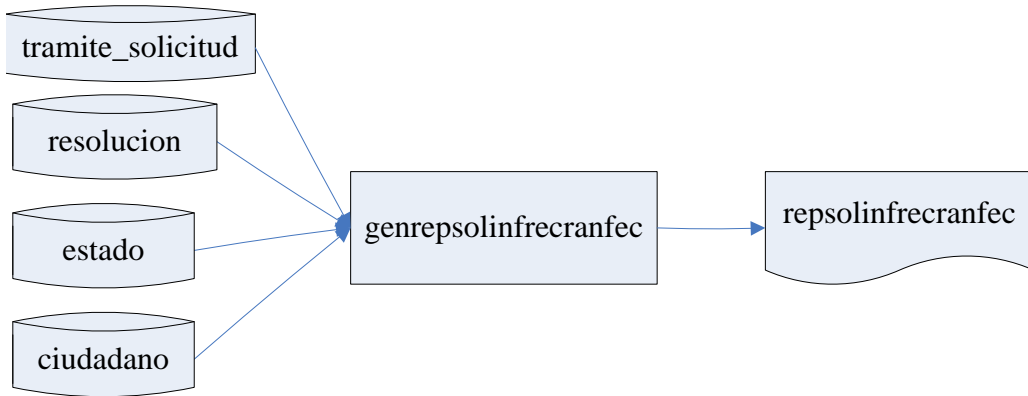 tramite_solicitud
resolucion
estado
ciudadano
genrepsolinfrecranfec
repsolinfrecranfec